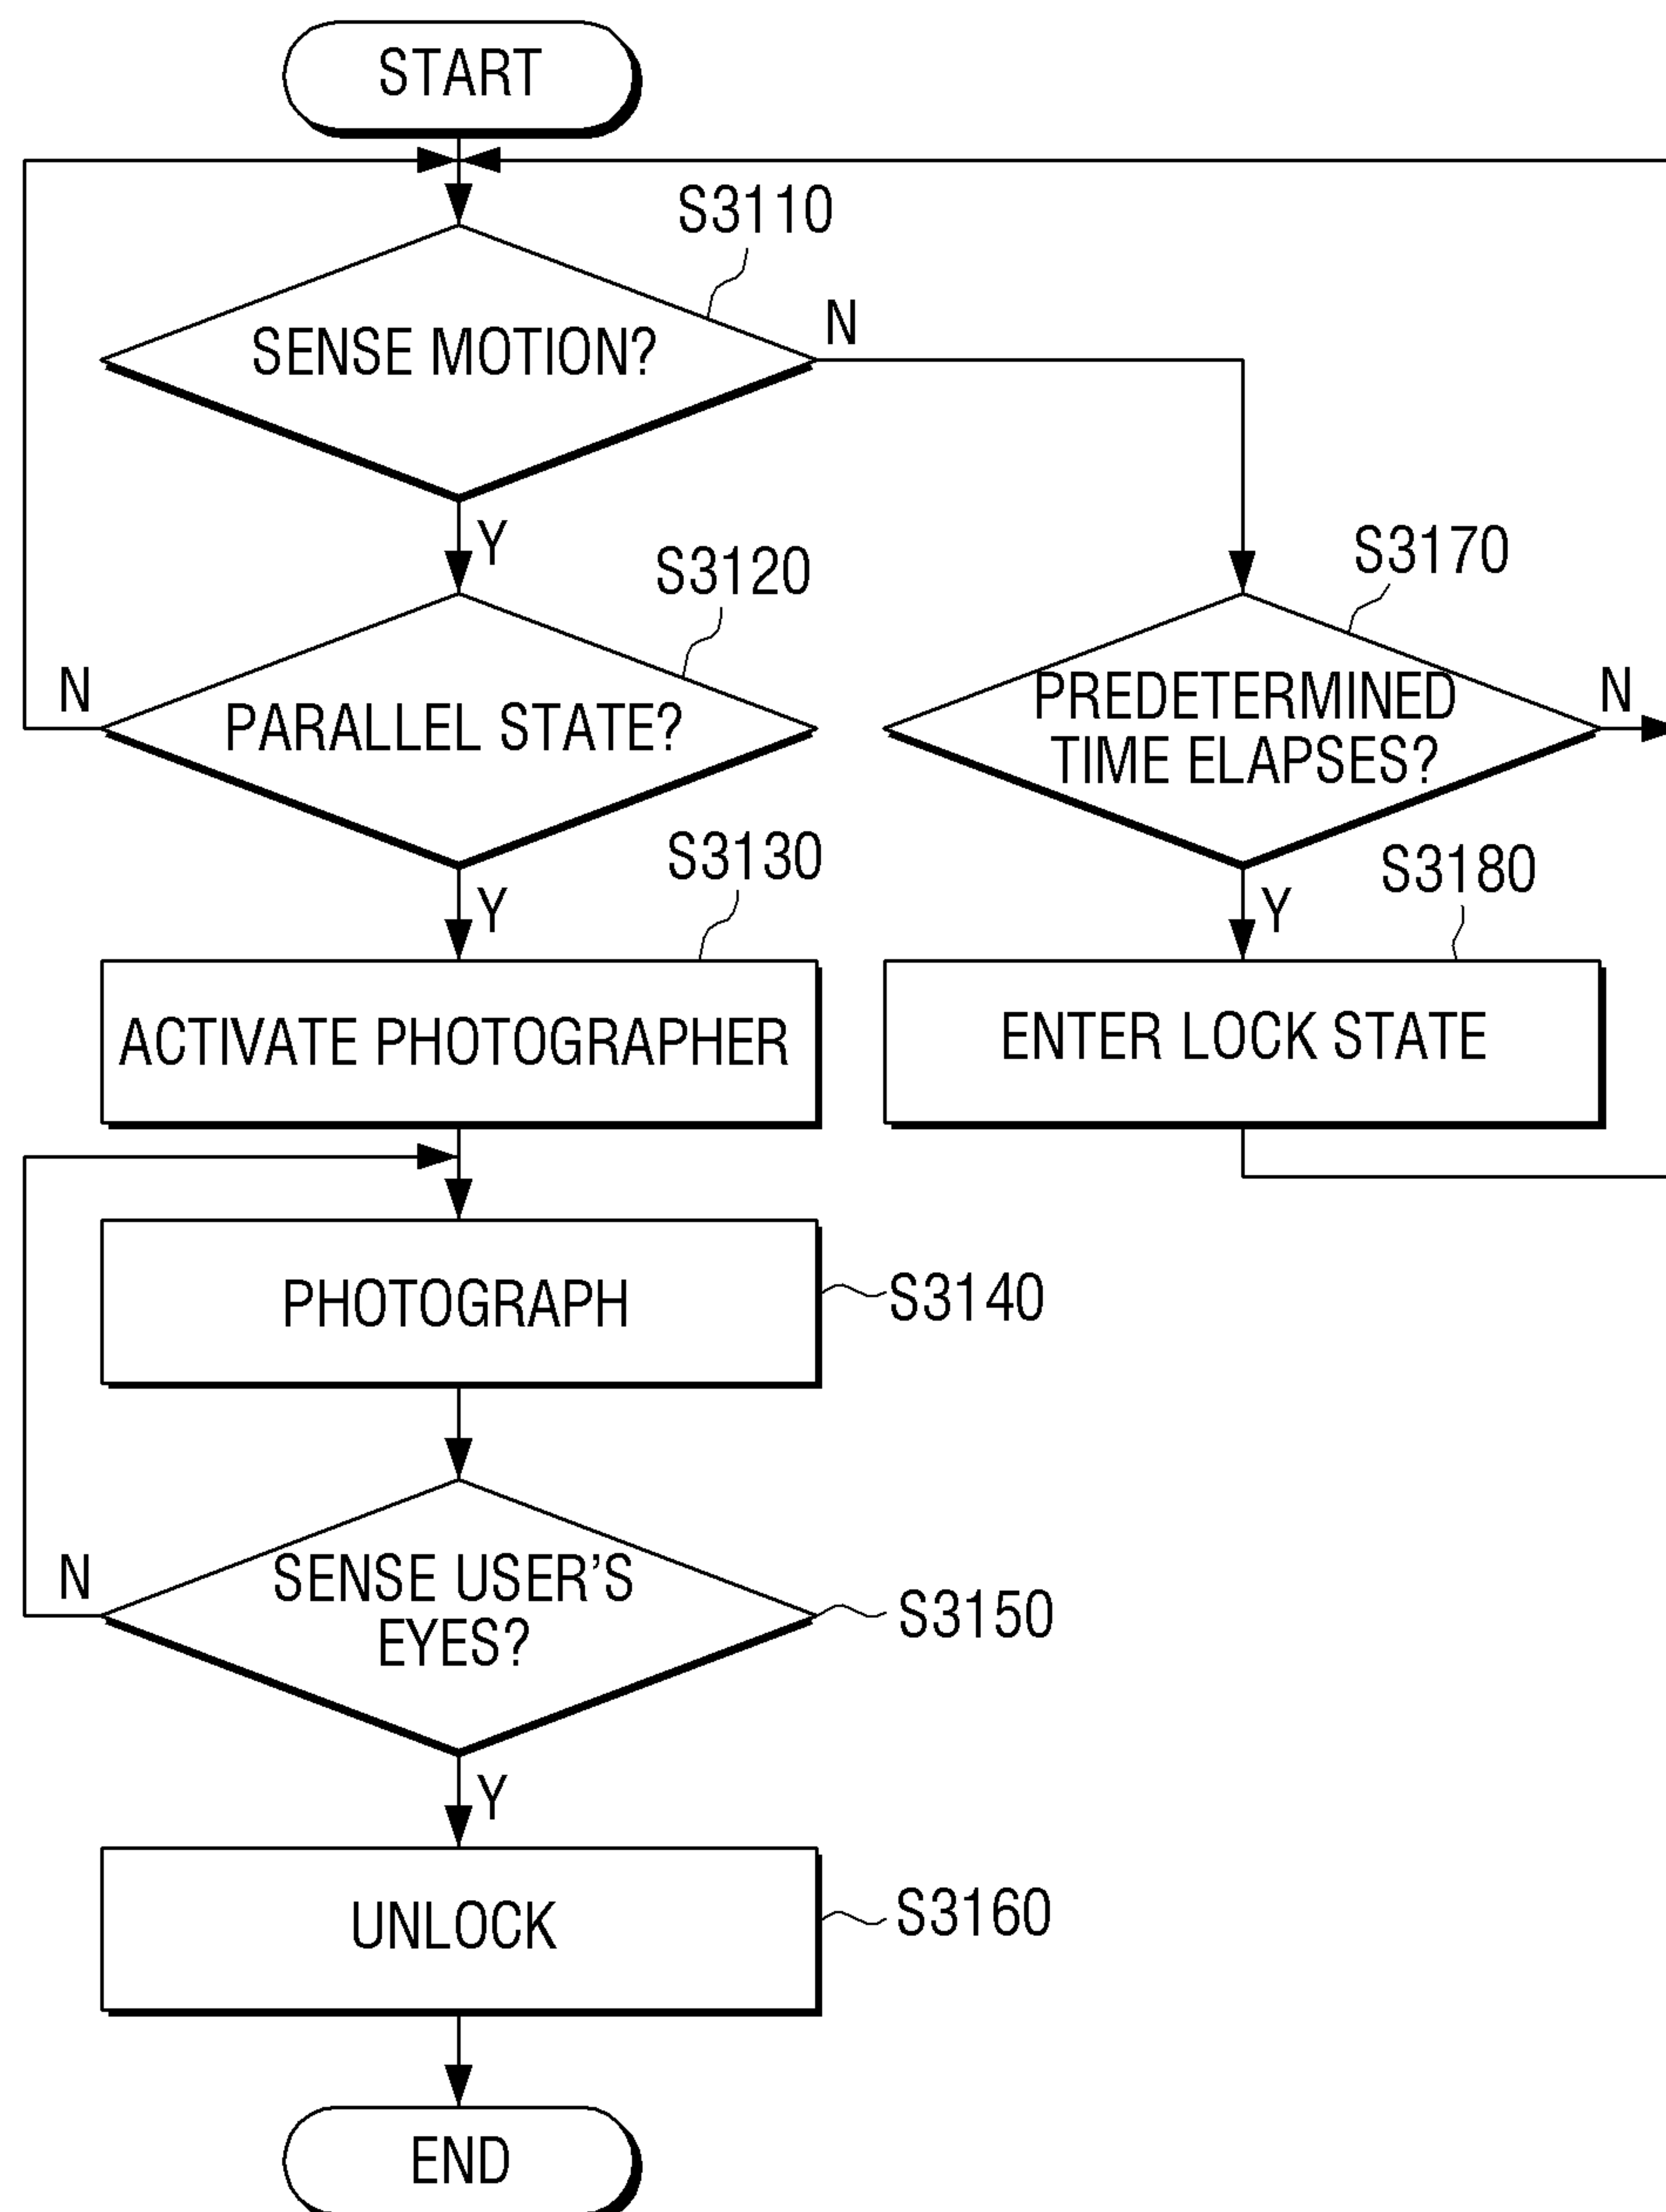 START
S3110
SENSE MOTION?
N
Y
S3120
S3170
N
PARALLEL STATE?
PREDETERMINED
TIME ELAPSES?
N
Y
S3130
Y
S3180
ACTIVATE PHOTOGRAPHER
ENTER LOCK STATE
PHOTOGRAPH
S3140
N
SENSE USER'S
EYES?
S3150
Y
UNLOCK
S3160
END